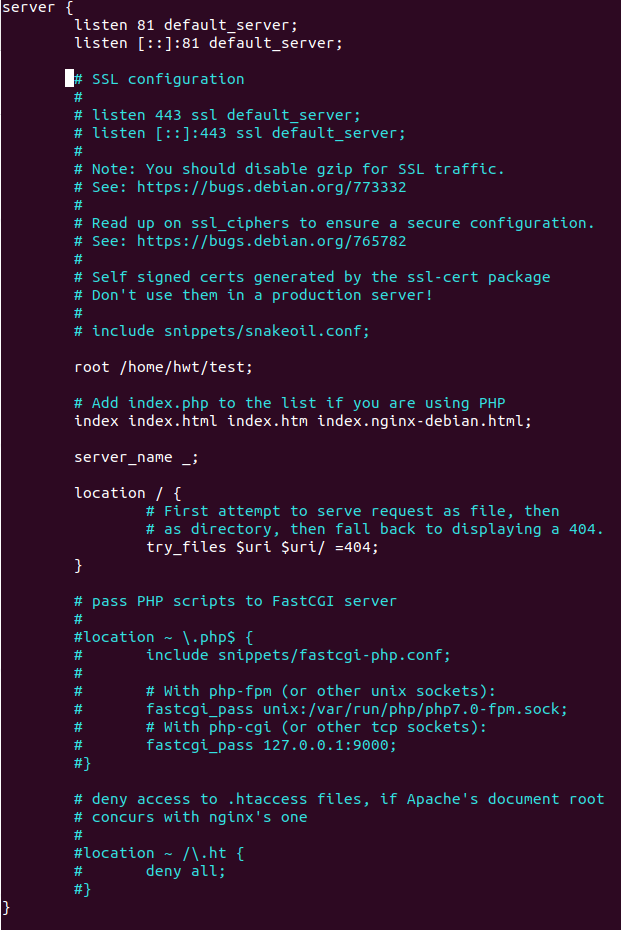 server {
        listen 81 default_server;
        listen [::]:81 default_server;

        # SSL configuration
        #
        # listen 443 ssl default_server;
        # listen [::]:443 ssl default_server;
        #
        # Note: You should disable gzip for SSL traffic.
        # See: https://bugs.debian.org/773332
        #
        # Read up on ssl_ciphers to ensure a secure configuration.
        # See: https://bugs.debian.org/765782
        #
        # Self signed certs generated by the ssl-cert package
        # Don't use them in a production server!
        #
        # include snippets/snakeoil.conf;

        root /home/hwt/test;

        # Add index.php to the list if you are using PHP
        index index.html index.htm index.nginx-debian.html;

        server_name _;

        location / {
                # First attempt to serve request as file, then
                # as directory, then fall back to displaying a 404.
                try_files $uri $uri/ =404;
        }

        # pass PHP scripts to FastCGI server
        #
        #location ~ \.php$ {
        #       include snippets/fastcgi-php.conf;
        #
        #       # With php-fpm (or other unix sockets):
        #       fastcgi_pass unix:/var/run/php/php7.0-fpm.sock;
        #       # With php-cgi (or other tcp sockets):
        #       fastcgi_pass 127.0.0.1:9000;
        #}

        # deny access to .htaccess files, if Apache's document root
        # concurs with nginx's one
        #
        #location ~ /\.ht {
        #       deny all;
        #}
}